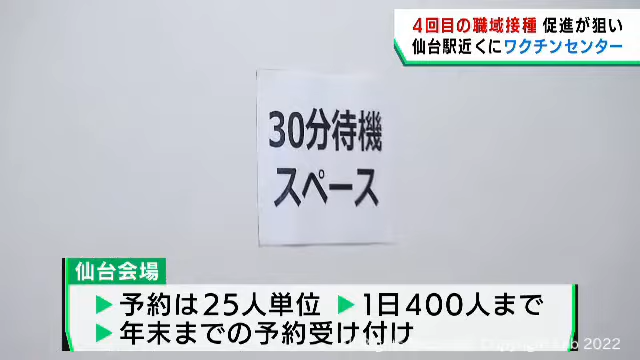 4回目の職域接種 促進が狙い
仙台駅近くにワクチンセンター
30分待機
スペース
仙台会場
▶予約は25人単位 ▶1日400人まで
▶年末までの予約受け付け
2022